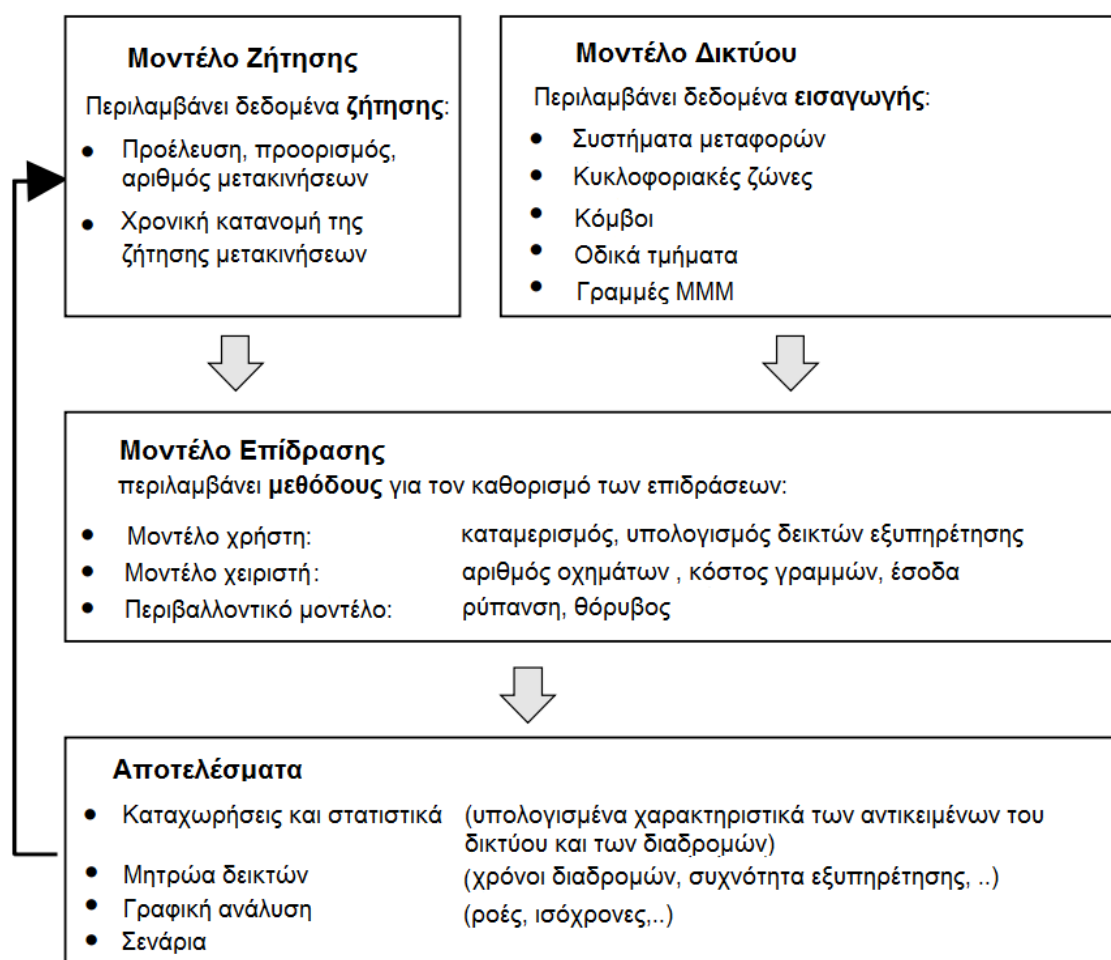 Μοντέλο Ζήτησης
Περιλαμβάνει δεδομένα ζήτησης:
● Προέλευση, προορισμός,
αριθμός μετακινήσεων
● Χρονική κατανομή της
ζήτησης μετακινήσεων
Μοντέλο Δικτύου
Περιλαμβάνει δεδομένα εισαγωγής:
● Συστήματα μεταφορών
● Κυκλοφοριακές ζώνες
● Κόμβοι
● Οδικά τμήματα
● Γραμμές ΜΜΜ
Μοντέλο Επίδρασης
περιλαμβάνει μεθόδους για τον καθορισμό των επιδράσεων:
● Μοντέλο χρήστη: καταμερισμός, υπολογισμός δεικτών εξυπηρέτησης
● Μοντέλο χειριστή: αριθμός οχημάτων , κόστος γραμμών, έσοδα
● Περιβαλλοντικό μοντέλο: ρύπανση, θόρυβος
Αποτελέσματα
● Καταχωρήσεις και στατιστικά (υπολογισμένα χαρακτηριστικά των αντικειμένων του
δικτύου και των διαδρομών)
● Μητρώα δεικτών (χρόνοι διαδρομών, συχνότητα εξυπηρέτησης, ..)
● Γραφική ανάλυση (ροές, ισόχρονες,..)
● Σενάρια